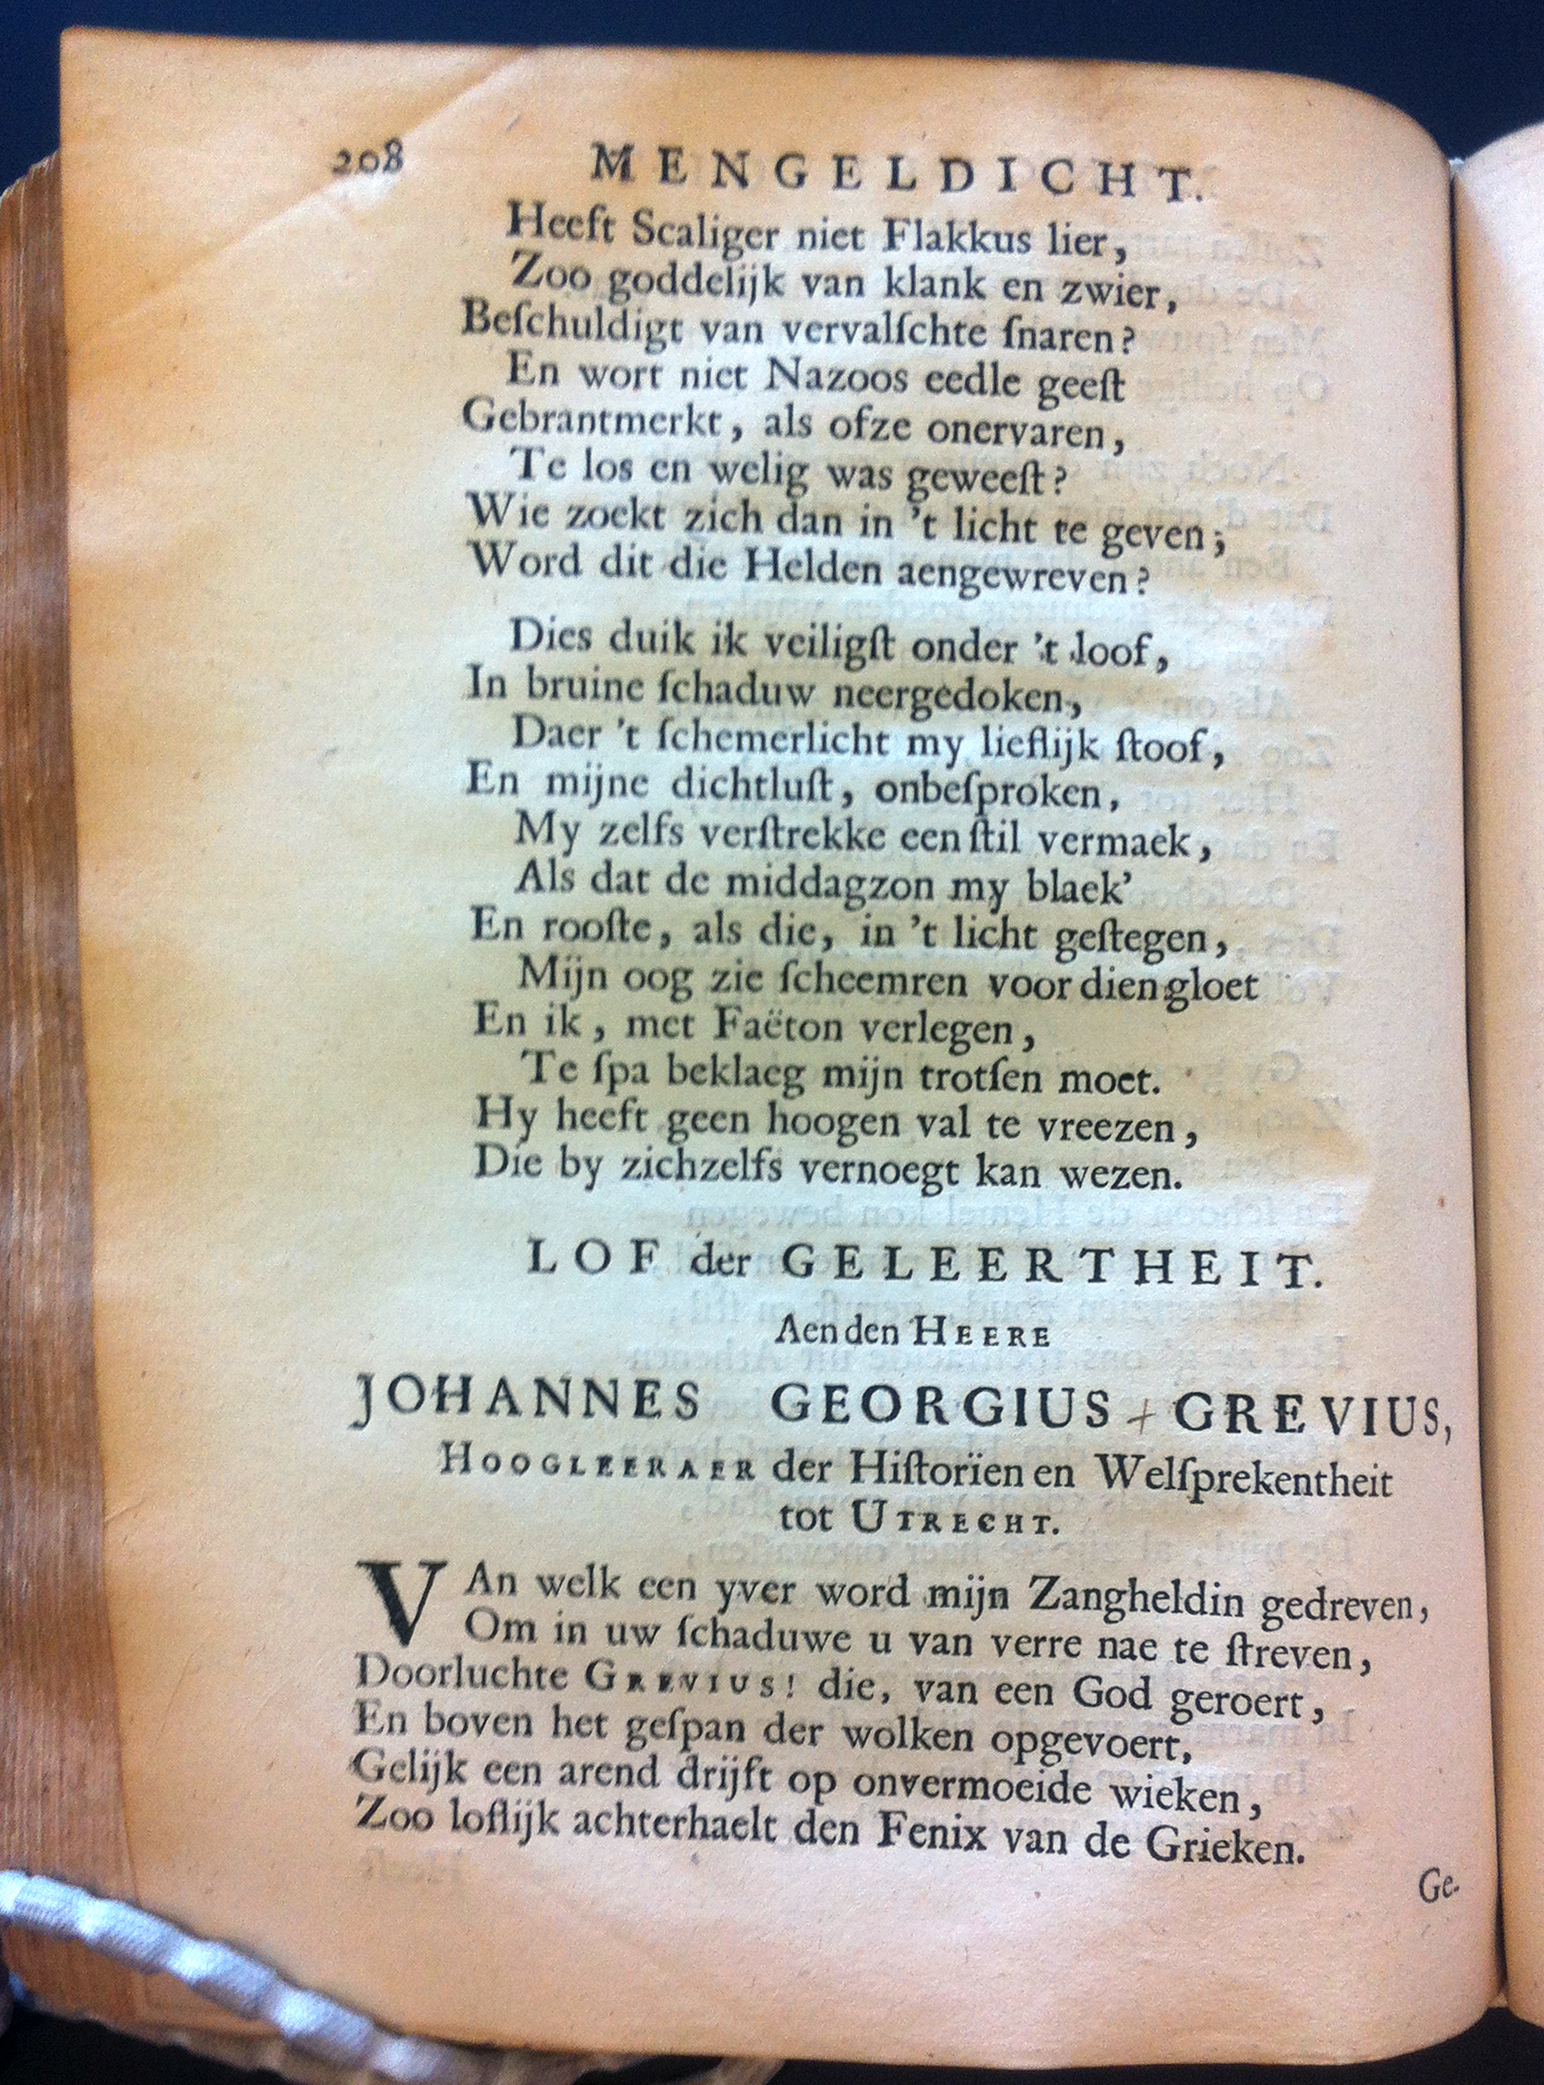 208 MENGELDICHT.
Heeft Scaliger niet Flakkus lier,
Zoo goddelijk van klank en zwier,
Beſchuldigt van vervalſchte ſnaren?
En wort niet Nazoos eedle geeſt
Gebrantmerkt, als ofze onervaren,
Te los en welig was geweeſt?
Wie zoekt zich dan in 't licht te geven;
Word dit die Helden aengewreven?
Dies duik ik veiligſt onder 't loof,
In bruine ſchaduw neergedoken,
Daer 't ſchemerlicht my lieflijk ſtoof,
En mijne dichtluſt, onbeſproken,
My zelfs verſtrekke een ſtil vermaek,
Als dat de middagzon my blaek'
En rooſte, als die, in 't licht geſtegen,
Mijn oog zie ſcheemren voor dien gloet
En ik, met Faëton verlegen,
Te ſpa beklaeg mijn trotſen moet.
Hy heeft geen hoogen val te vreezen,
Die by zichzelfs vernoegt kan wezen.
LOF der GELEERTHEIT.
Aen den HEERE
JOHANNES GEORGIUS GREVIUS,
HOOGLEERAER der Hiſtorïen en Welſprekentheit
tot UTRECHT.
VAn welk een yver word mijn Zangheldin gedreven,
Om in uw ſchaduwe u van verre nae te ſtreven,
Doorluchte GREVIUS! die, van een God geroert,
En boven het geſpan der wolken opgevoert,
Gelijk een arend drijft op onvermoeide wieken,
Zoo loflijk achterhaelt den Fenix van de Grieken.
Ge-